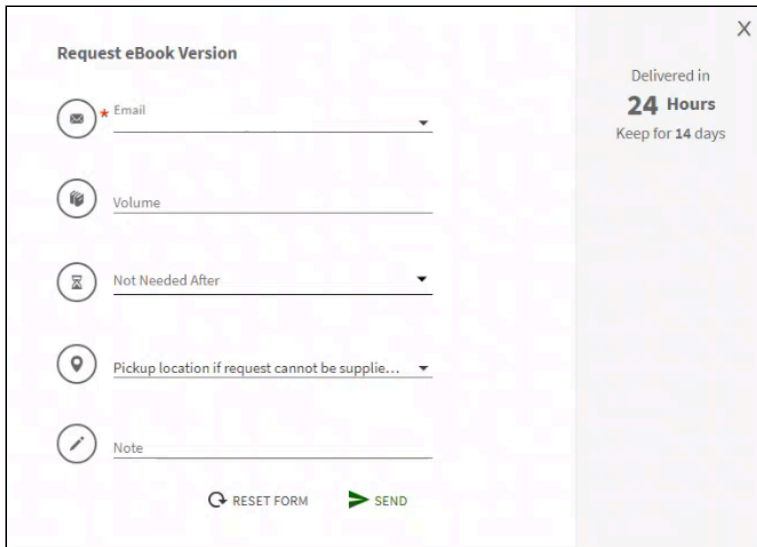 X
Request eBook Version
Delivered in
24 Hours
Keep for 14 days
* Email
Volume
Not Needed After
Pickup location if request cannot be supplie...
Note
RESET FORM
SEND